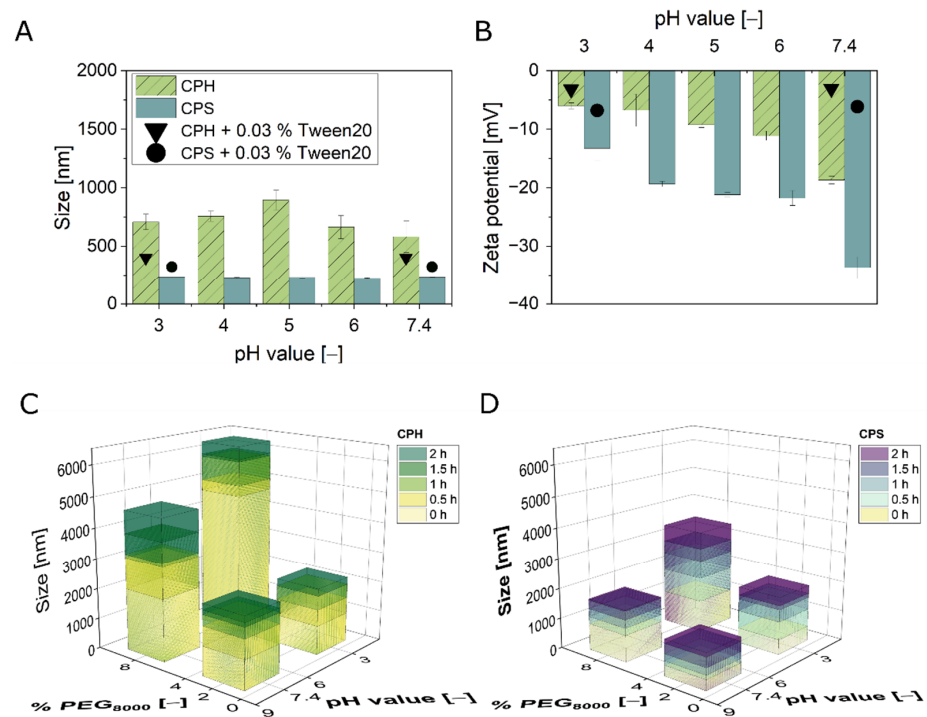 A
2000
1500
1000
500
0
Size [nm]
CPH
CPS
CPH + 0.03 % Tween20
CPS + 0.03 % Tween20
3 4 5 6 7.4
pH value [–]
B
pH value [–]
3 4 5 6 7.4
0
−10
−20
−30
−40
Zeta potential [mV]
C
6000
5000
4000
3000
2000
1000
0
Size [nm]
CPH
2 h
1.5 h
1 h
0.5 h
0 h
8 4 2 0
% PEG8000 [–]
9 7.4 6 3
pH value [–]
D
6000
5000
4000
3000
2000
1000
0
Size [nm]
CPS
2 h
1.5 h
1 h
0.5 h
0 h
8 4 2 0
% PEG8000 [–]
9 7.4 6 3
pH value [–]